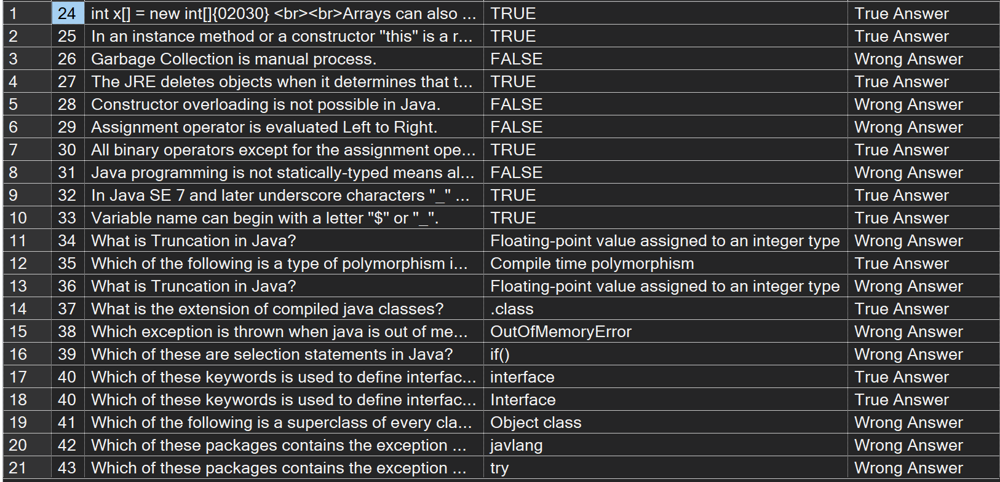 1 24 int x[] = new int[]{02030} <br><br>Arrays can also ... TRUE True Answer
2 25 In an instance method or a constructor "this" is a r... TRUE True Answer
3 26 Garbage Collection is manual process. FALSE Wrong Answer
4 27 The JRE deletes objects when it determines that t... TRUE True Answer
5 28 Constructor overloading is not possible in Java. FALSE Wrong Answer
6 29 Assignment operator is evaluated Left to Right. FALSE Wrong Answer
7 30 All binary operators except for the assignment ope... TRUE True Answer
8 31 Java programming is not statically-typed means al... FALSE Wrong Answer
9 32 In Java SE 7 and later underscore characters "_" ... TRUE True Answer
10 33 Variable name can begin with a letter "$" or "_". TRUE True Answer
11 34 What is Truncation in Java? Floating-point value assigned to an integer type Wrong Answer
12 35 Which of the following is a type of polymorphism i... Compile time polymorphism True Answer
13 36 What is Truncation in Java? Floating-point value assigned to an integer type Wrong Answer
14 37 What is the extension of compiled java classes? .class True Answer
15 38 Which exception is thrown when java is out of me... OutOfMemoryError Wrong Answer
16 39 Which of these are selection statements in Java? if() Wrong Answer
17 40 Which of these keywords is used to define interfac... interface True Answer
18 40 Which of these keywords is used to define interfac... Interface True Answer
19 41 Which of the following is a superclass of every cla... Object class Wrong Answer
20 42 Which of these packages contains the exception ... javlang Wrong Answer
21 43 Which of these packages contains the exception ... try Wrong Answer